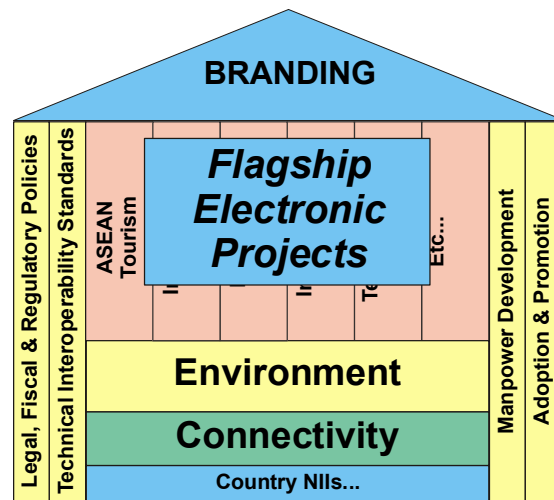 BRANDING
Legal, Fiscal & Regulatory Policies
Technical Interoperability Standards
ASEAN
Tourism
Flagship
Electronic
Projects
Etc...
Manpower Development
Adoption & Promotion
Environment
Connectivity
Country NIIs...